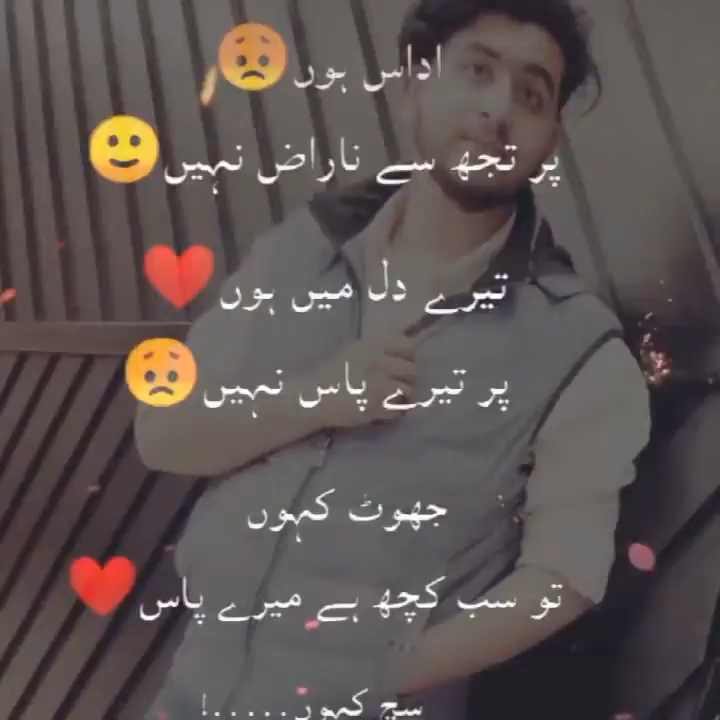 اداس ہوں😟
پر تجھ سے ناراض نہیں🙂
تیرے دل میں ہوں❤️
پر تیرے پاس نہیں😟
جھوٹ کہوں
تو سب کچھ ہے میرے پاس❤️
سچ کہوں.....!